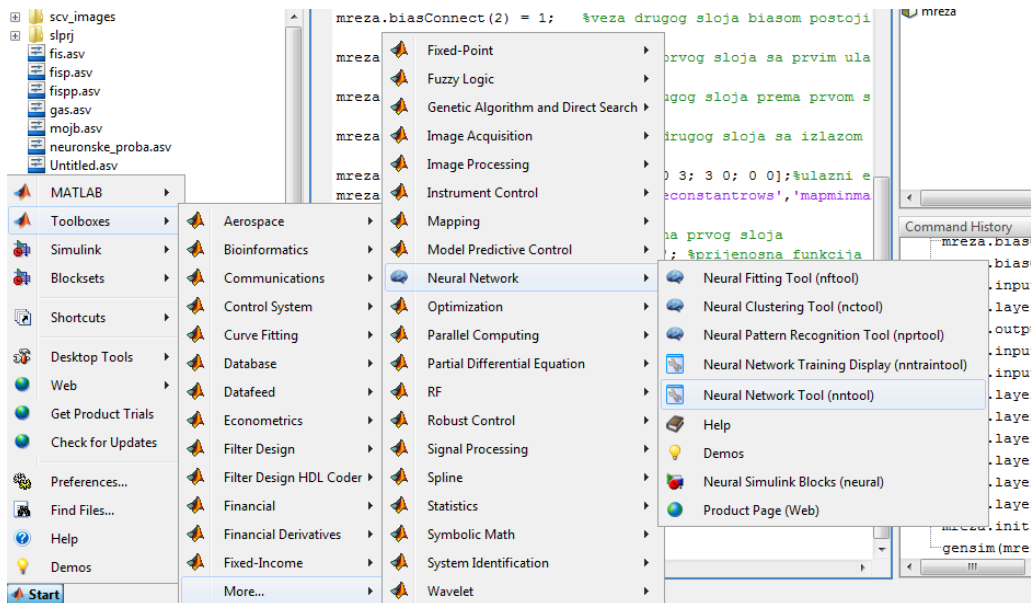 scv_images
slprj
fis.asv
fisp.asv
fispp.asv
gas.asv
mojb.asv
neuronske_proba.asv
Untitled.asv
mreza.biasConnect(2) = 1; %veza drugog sloja biasom postoji
mreza prvog sloja sa prvim ula
mreza ugog sloja prema prvom s
mreza drugog sloja sa izlazom
mreza 0 3; 3 0; 0 0];%ulazni e
mreza econstantrows','mapminma
na prvog sloja
'; %prijenosna funkcija
mreza
Command History
mreza.bias
.bias
.inpu
.laye
.outp
.inpu
.inpu
.laye
.laye
.laye
.laye
.laye
.laye
mreza.init
gensim(mre
MATLAB
Toolboxes
Simulink
Blocksets
Shortcuts
Desktop Tools
Web
Get Product Trials
Check for Updates
Preferences...
Find Files...
Help
Demos
Start
Aerospace
Bioinformatics
Communications
Control System
Curve Fitting
Database
Datafeed
Econometrics
Filter Design
Filter Design HDL Coder
Financial
Financial Derivatives
Fixed-Income
More...
Fixed-Point
Fuzzy Logic
Genetic Algorithm and Direct Search
Image Acquisition
Image Processing
Instrument Control
Mapping
Model Predictive Control
Neural Network
Optimization
Parallel Computing
Partial Differential Equation
RF
Robust Control
Signal Processing
Spline
Statistics
Symbolic Math
System Identification
Wavelet
Neural Fitting Tool (nftool)
Neural Clustering Tool (nctool)
Neural Pattern Recognition Tool (nprtool)
Neural Network Training Display (nntraintool)
Neural Network Tool (nntool)
Help
Demos
Neural Simulink Blocks (neural)
Product Page (Web)